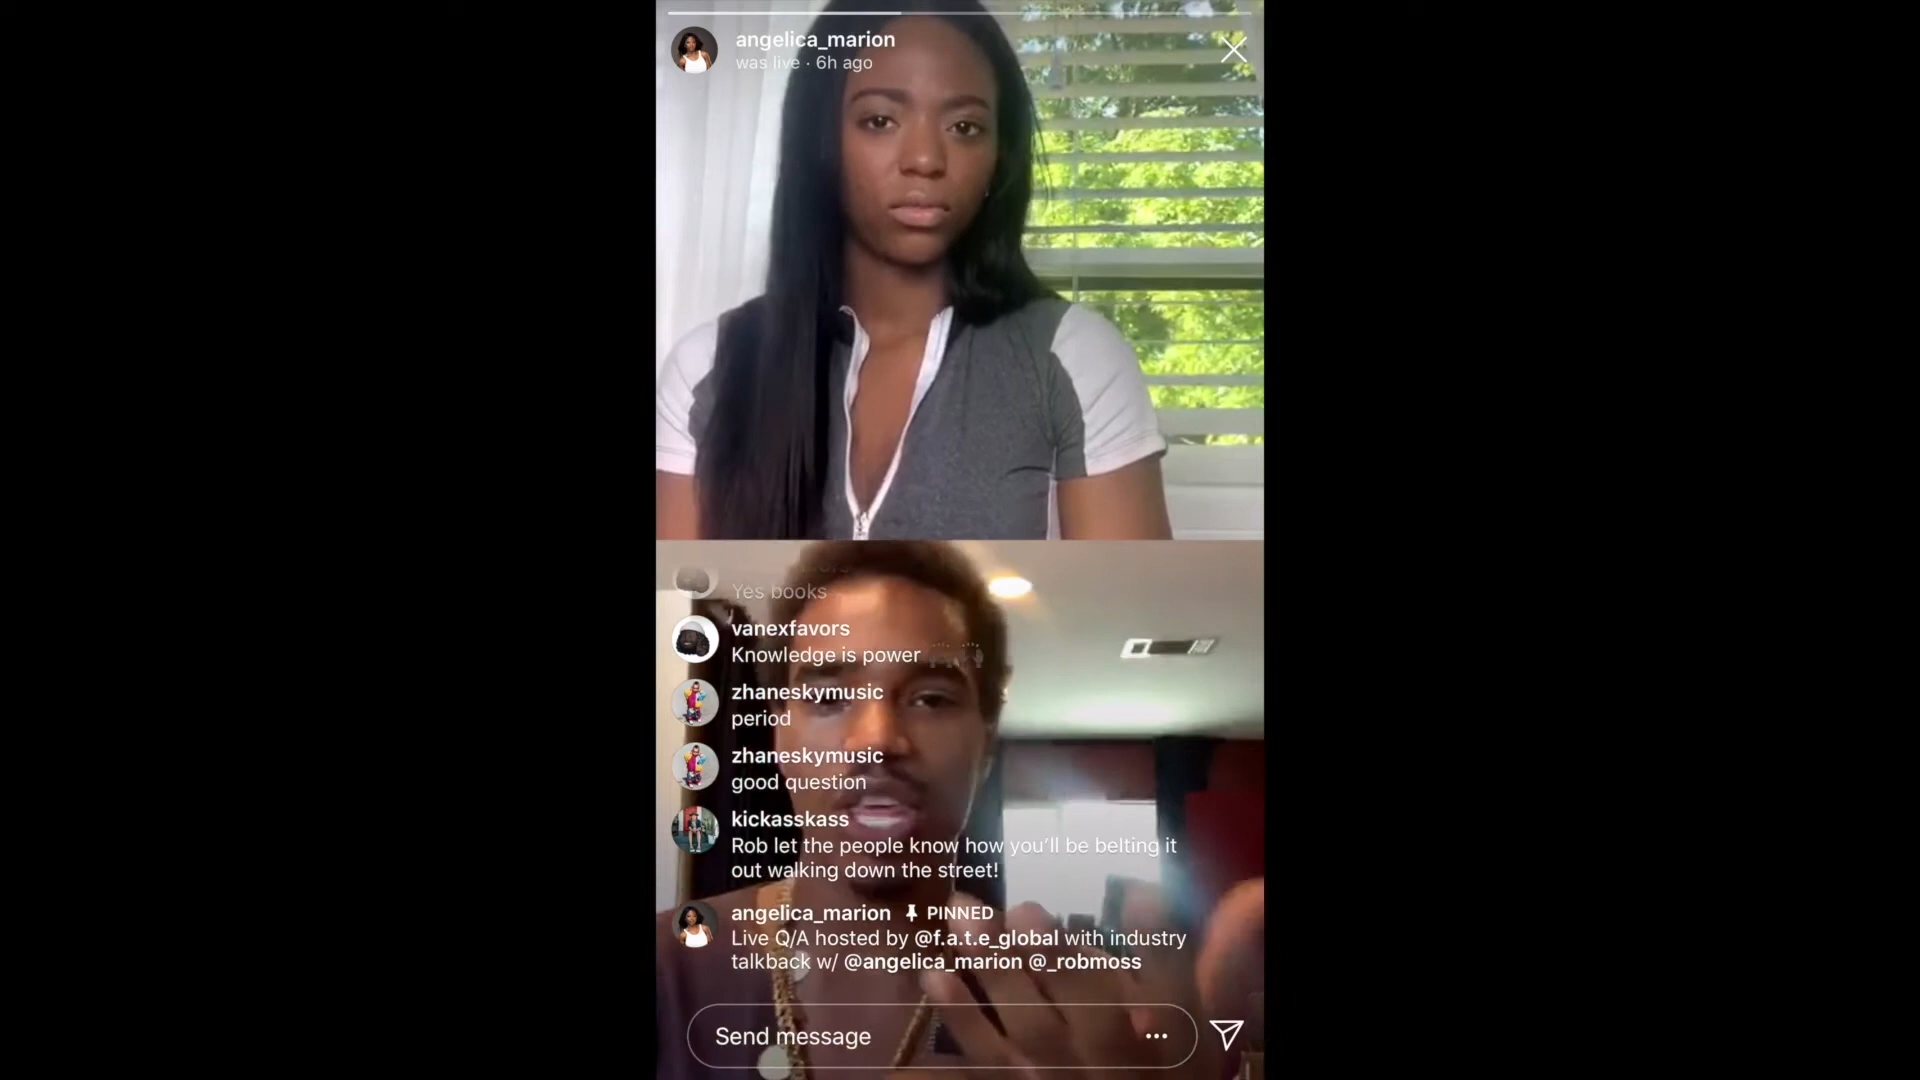 angelica_marion
was live · 6h ago
Yes books
vanexfavors
Knowledge is power
zhaneskymusic
period
zhaneskymusic
good question
kickasskass
Rob let the people know how you'll be belting it
out walking down the street!
angelica_marion PINNED
Live Q/A hosted by @f.a.t.e_global with industry
talkback w/ @angelica_marion @_robmoss
Send message